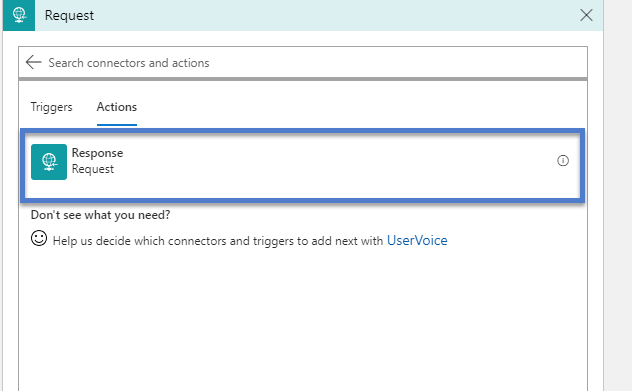 Request
Search connectors and actions
Triggers Actions
Response
Request
Don't see what you need?
Help us decide which connectors and triggers to add next with UserVoice